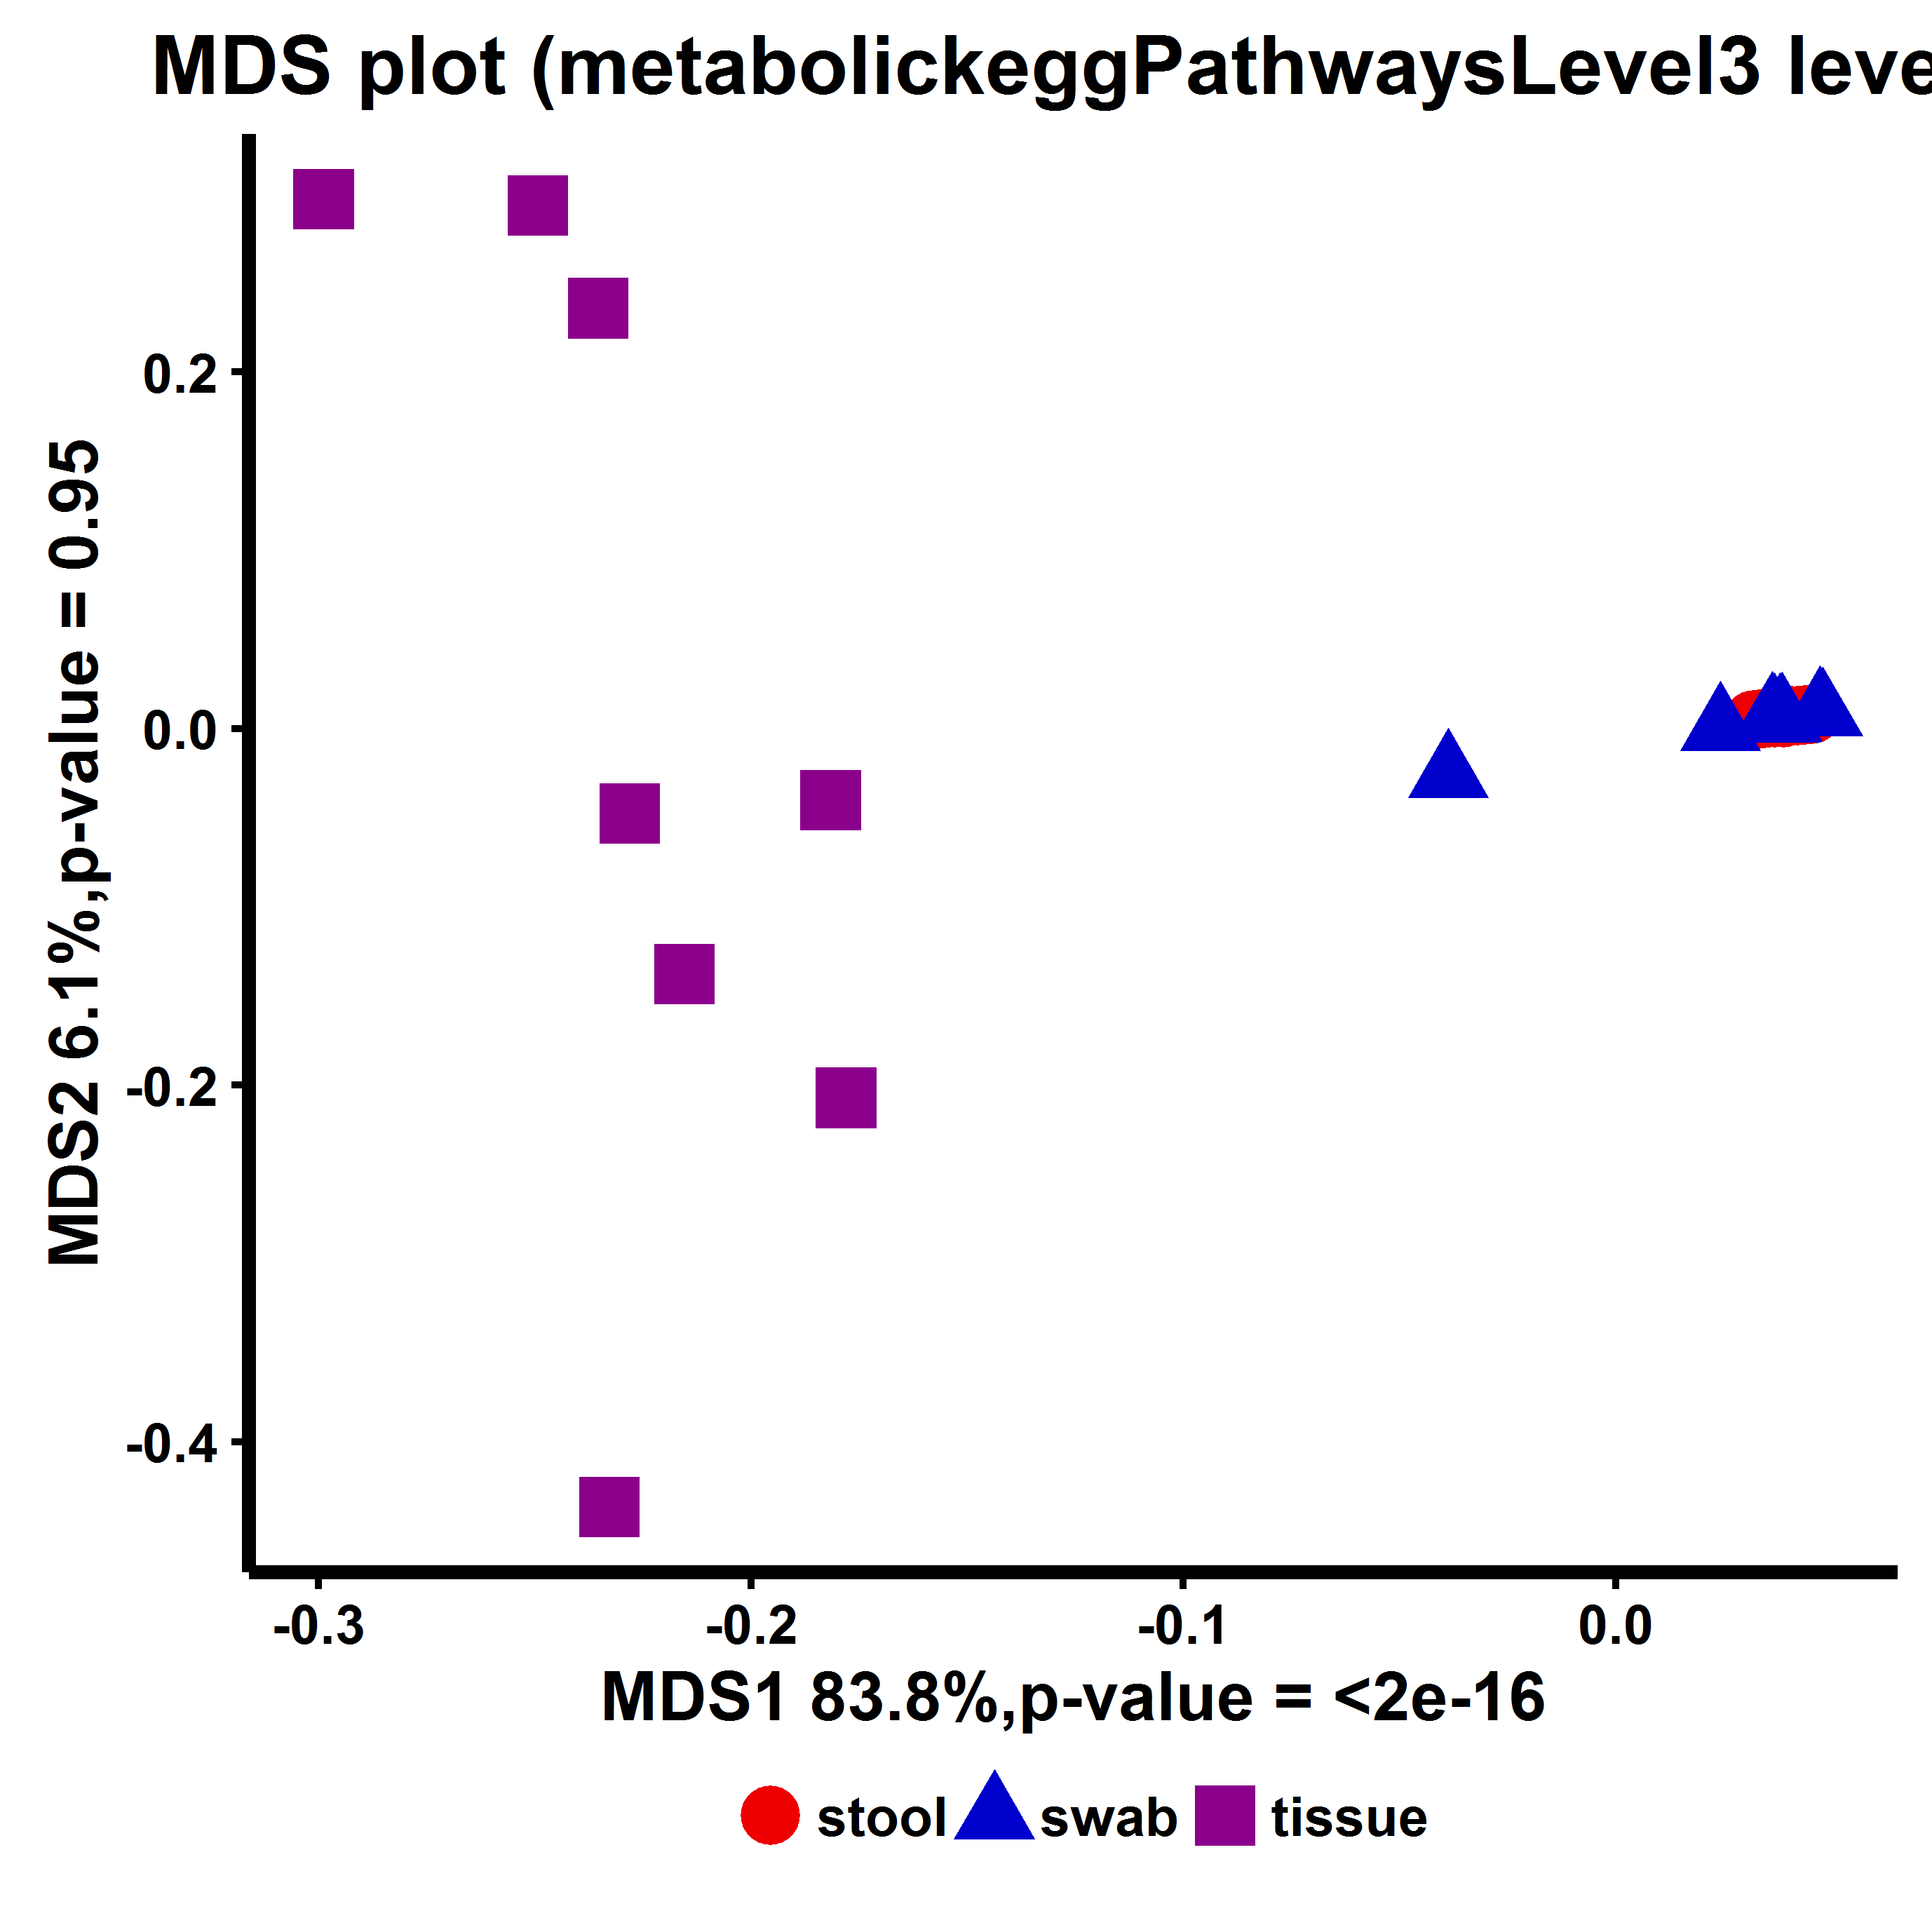 MDS plot (metabolickeggPathwaysLevel3 leve
MDS2 6.1%,p-value = 0.95
0.2
0.0
-0.2
-0.4
-0.3 -0.2 -0.1 0.0
MDS1 83.8%,p-value = <2e-16
stool swab tissue